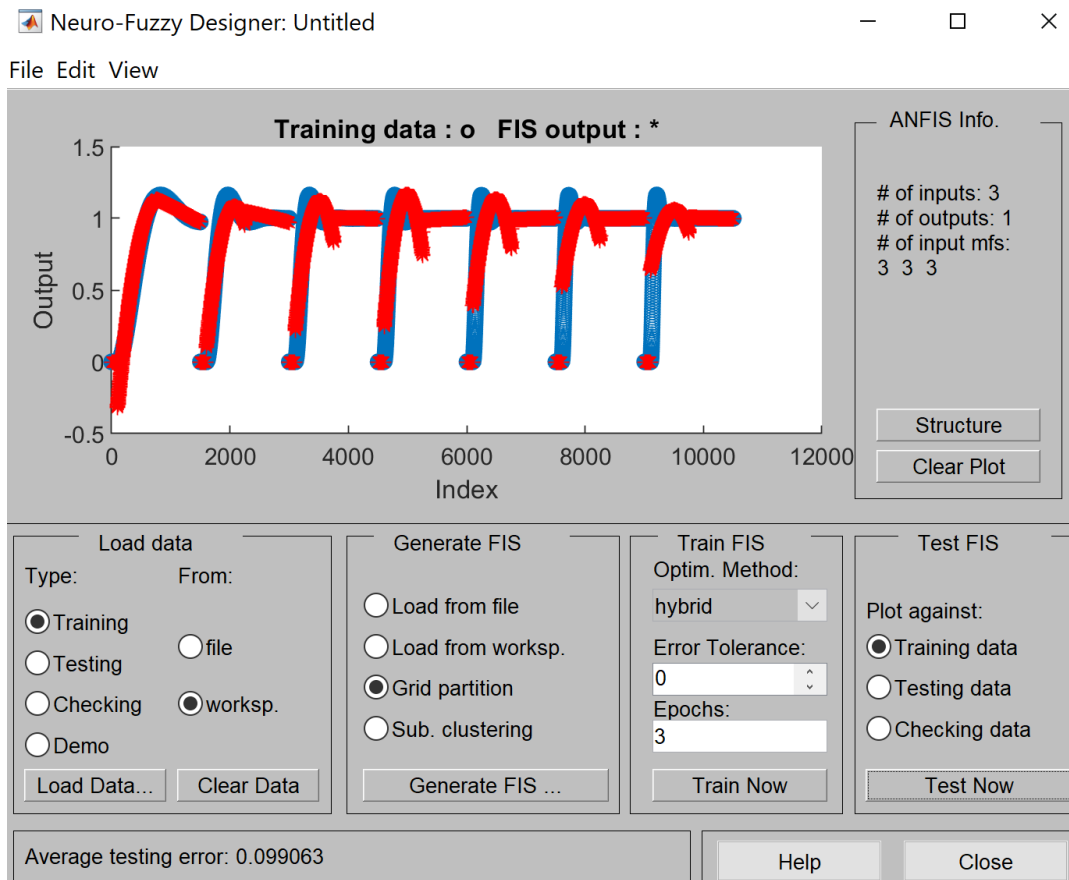 Neuro-Fuzzy Designer: Untitled
File Edit View
Training data : o FIS output : *
1.5
1
0.5
0
-0.5
Output
0 2000 4000 6000 8000 10000 12000
Index
ANFIS Info.
# of inputs: 3
# of outputs: 1
# of input mfs:
3 3 3
Structure
Clear Plot
Load data
Type: From:
Training
Testing
Checking
Demo
file
worksp.
Load Data...
Clear Data
Generate FIS
Load from file
Load from worksp.
Grid partition
Sub. clustering
Generate FIS ...
Train FIS
Optim. Method:
hybrid
Error Tolerance:
0
Epochs:
3
Train Now
Test FIS
Plot against:
Training data
Testing data
Checking data
Test Now
Average testing error: 0.099063
Help
Close